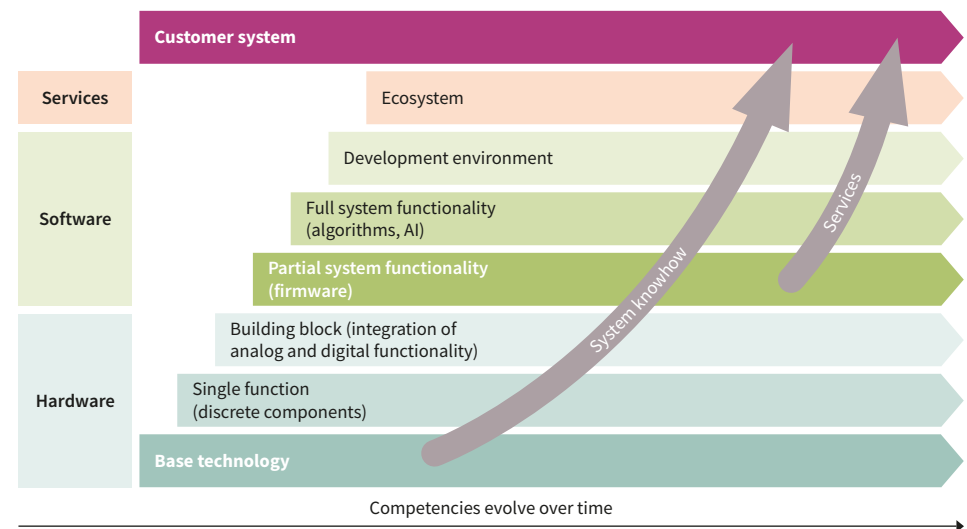 Customer system
Services
Ecosystem
Development environment
Software
Full system functionality
(algorithms, AI)
Services
Partial system functionality
(firmware)
System knowhow
Building block (integration of
analog and digital functionality)
Hardware
Single function
(discrete components)
Base technology
Competencies evolve over time